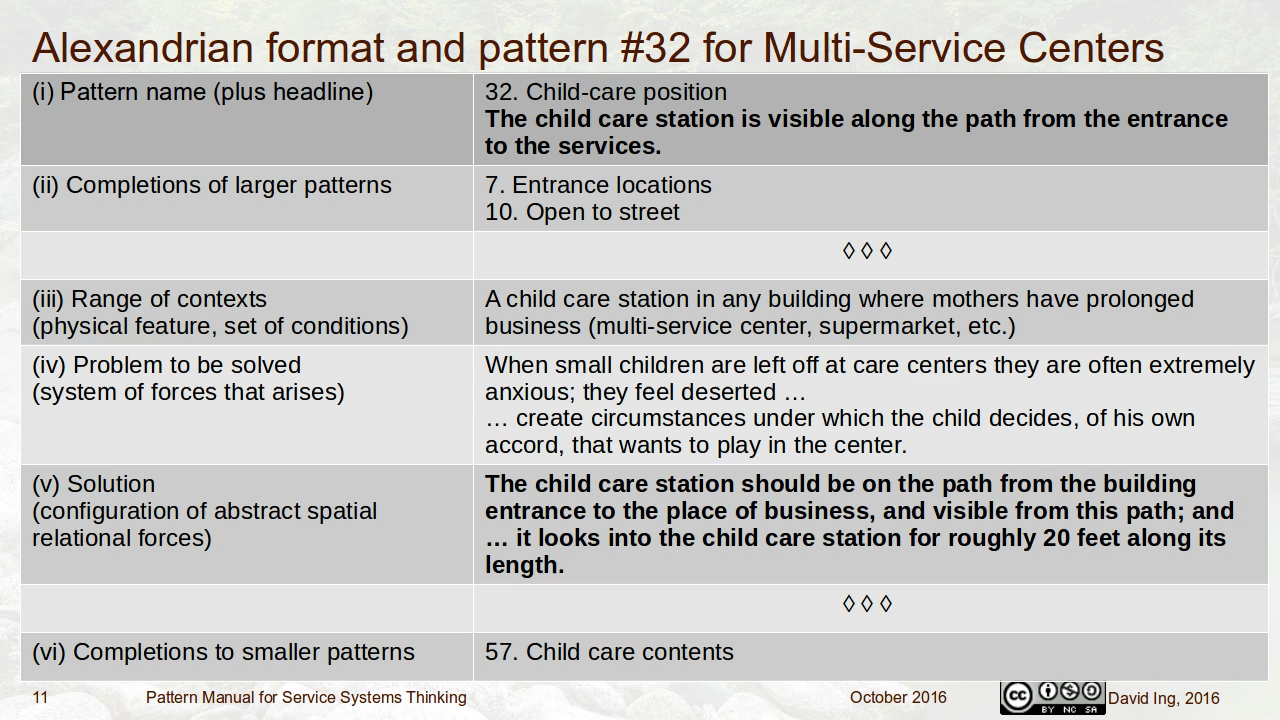 Alexandrian format and pattern #32 for Multi-Service Centers
(i) Pattern name (plus headline)
32. Child-care position
The child care station is visible along the path from the entrance
to the services.
(ii) Completions of larger patterns
7. Entrance locations
10. Open to street
◊ ◊ ◊
(iii) Range of contexts
(physical feature, set of conditions)
A child care station in any building where mothers have prolonged
business (multi-service center, supermarket, etc.)
(iv) Problem to be solved
(system of forces that arises)
When small children are left off at care centers they are often extremely
anxious; they feel deserted …
… create circumstances under which the child decides, of his own
accord, that wants to play in the center.
(v) Solution
(configuration of abstract spatial
relational forces)
The child care station should be on the path from the building
entrance to the place of business, and visible from this path; and
… it looks into the child care station for roughly 20 feet along its
length.
◊ ◊ ◊
(vi) Completions to smaller patterns
57. Child care contents
11
Pattern Manual for Service Systems Thinking
October 2016
cc
BY NC SA
David Ing, 2016